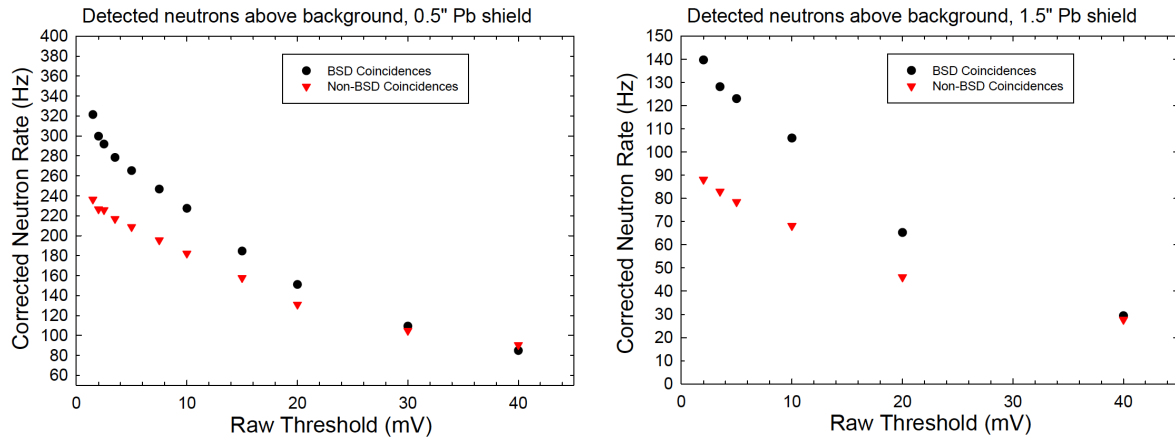 Detected neutrons above background, 0.5" Pb shield
400
380
360
340
320
300
280
260
240
220
200
180
160
140
120
100
80
60
Corrected Neutron Rate (Hz)
BSD Coincidences
Non-BSD Coincidences
0 10 20 30 40
Raw Threshold (mV)
Detected neutrons above background, 1.5" Pb shield
150
140
130
120
110
100
90
80
70
60
50
40
30
20
10
0
Corrected Neutron Rate (Hz)
BSD Coincidences
Non-BSD Coincidences
0 10 20 30 40
Raw Threshold (mV)